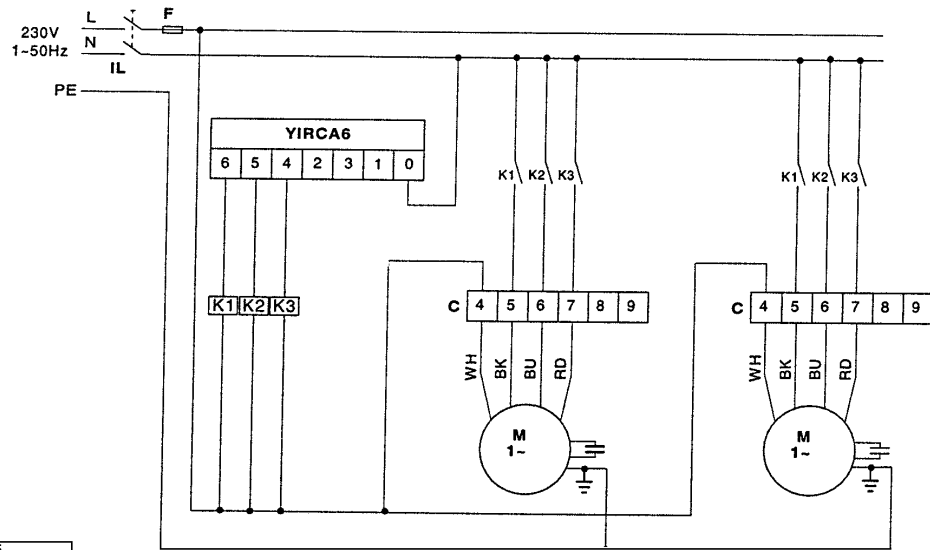 L
F
230V
N
1~50Hz
IL
PE
YIRCA6
6 5 4 2 3 1 0
K1 K2 K3
K1 K2 K3
K1 K2 K3
C 4 5 6 7 8 9
C 4 5 6 7 8 9
WH BK BU RD
WH BK BU RD
M
1~
M
1~